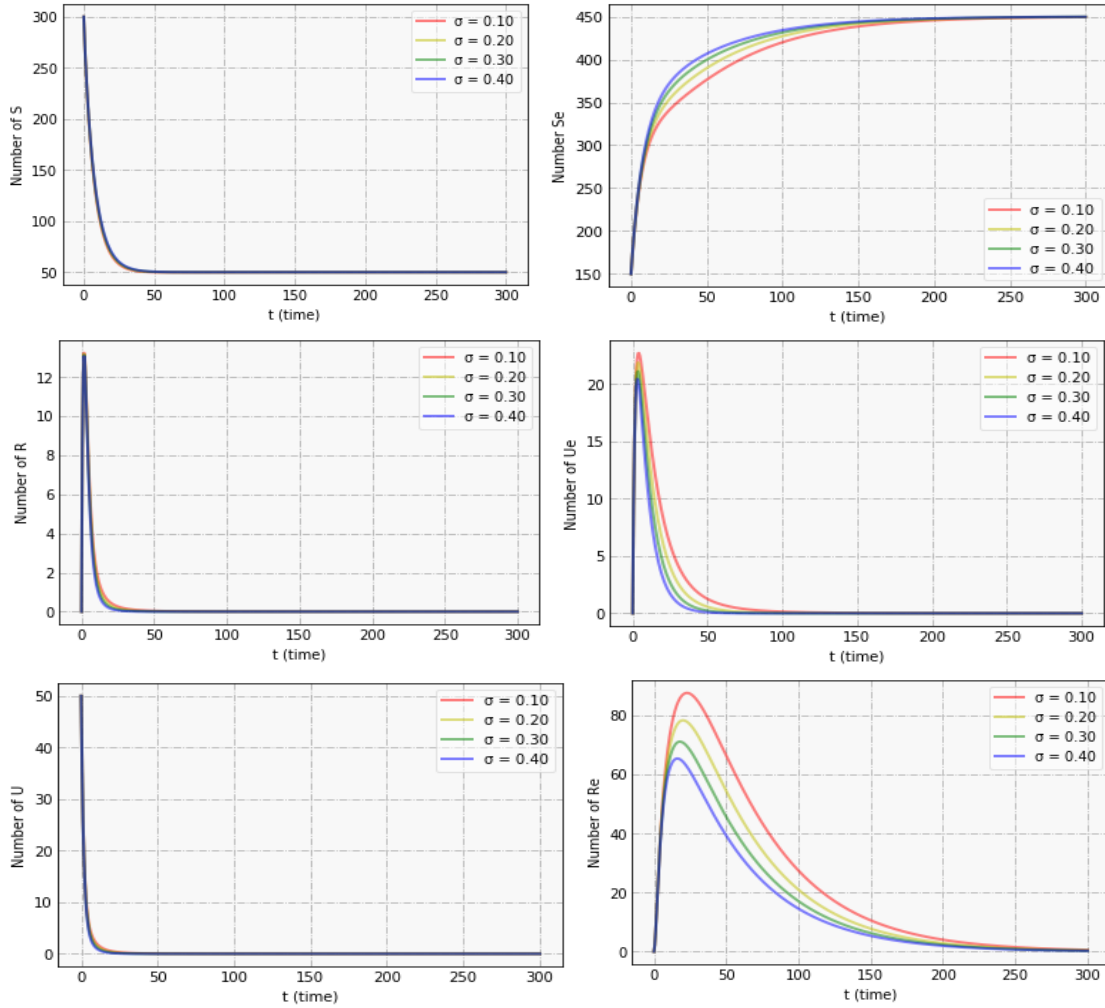 Number of S
300
250
200
150
100
50
0 50 100 150 200 250 300
t (time)
σ = 0.10
σ = 0.20
σ = 0.30
σ = 0.40
Number Se
450
400
350
300
250
200
150
0 50 100 150 200 250 300
t (time)
σ = 0.10
σ = 0.20
σ = 0.30
σ = 0.40
Number of R
12
10
8
6
4
2
0
0 50 100 150 200 250 300
t (time)
σ = 0.10
σ = 0.20
σ = 0.30
σ = 0.40
Number of Ue
20
15
10
5
0
0 50 100 150 200 250 300
t (time)
σ = 0.10
σ = 0.20
σ = 0.30
σ = 0.40
Number of U
50
40
30
20
10
0
0 50 100 150 200 250 300
t (time)
σ = 0.10
σ = 0.20
σ = 0.30
σ = 0.40
Number of Re
80
60
40
20
0
0 50 100 150 200 250 300
t (time)
σ = 0.10
σ = 0.20
σ = 0.30
σ = 0.40